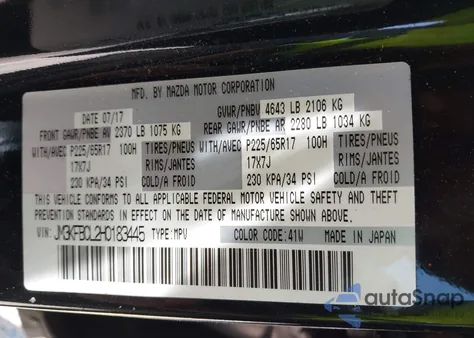 MFD. BY MAZDA MOTOR CORPORATION
DATE 07/17 GVWR/PNBV 4643 LB 2106 KG
FRONT GAWR/PNBE AV 2370 LB 1075 KG REAR GAWR/PNBE AR 2280 LB 1034 KG
WITH/AVEC P225/65R17 100H TIRES/PNEUS WITH/AVEC P225/65R17 100H TIRES/PNEUS
17X7J RIMS/JANTES 17X7J RIMS/JANTES
230 KPA/34 PSI COLD/A FROID 230 KPA/34 PSI COLD/A FROID
THIS VEHICLE CONFORMS TO ALL APPLICABLE FEDERAL MOTOR VEHICLE SAFETY AND THEFT
PREVENTION STANDARDS IN EFFECT ON THE DATE OF MANUFACTURE SHOWN ABOVE.
VIN: JM3KFBCL2H0183445 TYPE: MPV COLOR CODE: 41W MADE IN JAPAN
autaSnap